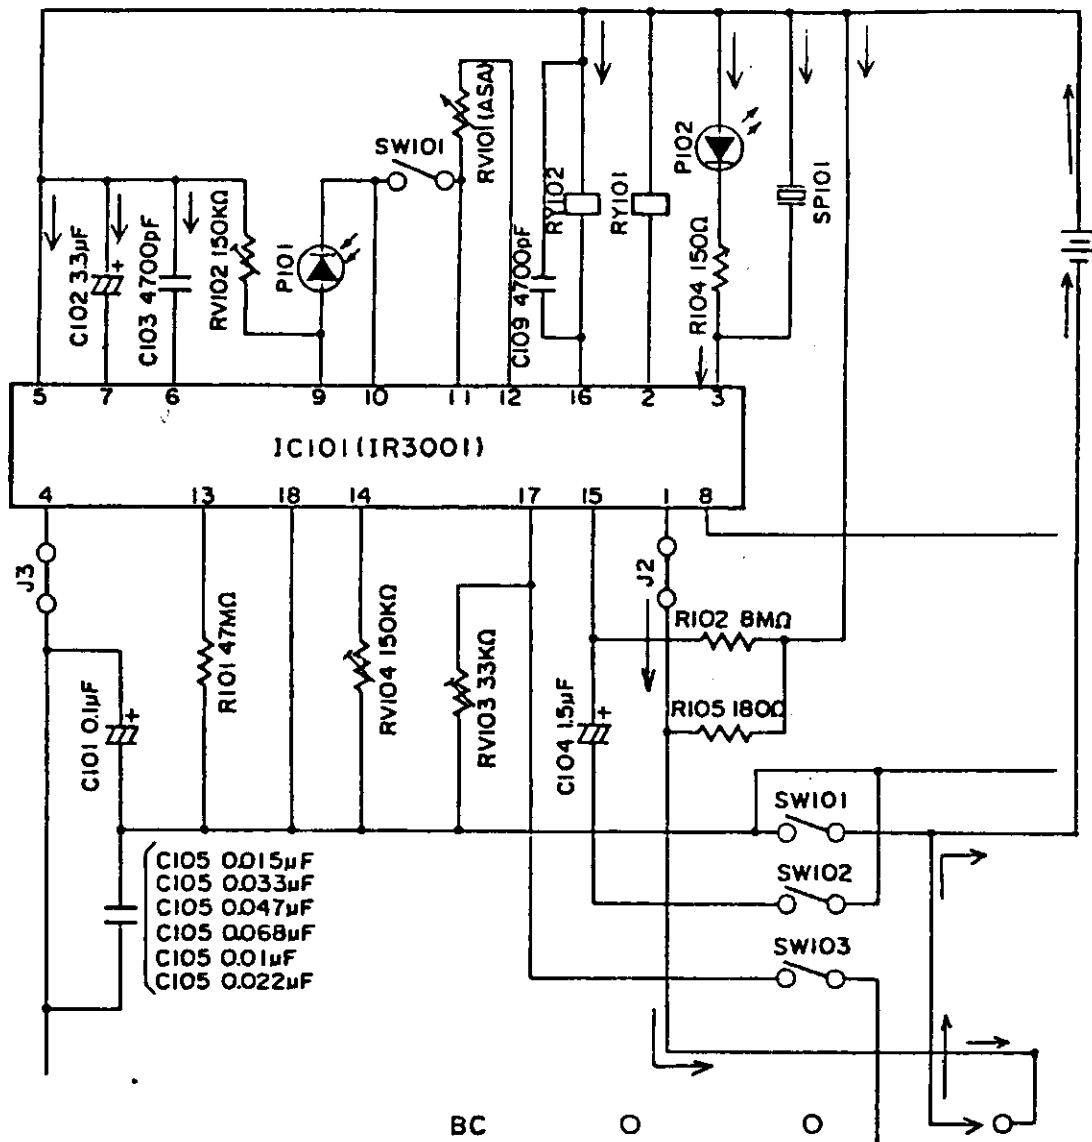 RV101(ASA)
SW101
P102
RY102
RY101
SP101
C102 3.3µF
C103 4700pF
RV102 150KΩ
P101
C109 4700pF
R104 150Ω
5 7 6 9 10 11 12 16 2 3
IC101(IR3001)
4 13 18 14 17 15 1 8
J3
J2
R101 47MΩ
RV104 150KΩ
RV103 33KΩ
R102 8MΩ
R105 180Ω
C101 0.1µF
C104 1.5µF
SW101
C105 0.015µF
C105 0.033µF
C105 0.047µF
C105 0.068µF
C105 0.01µF
C105 0.022µF
SW102
SW103
BC